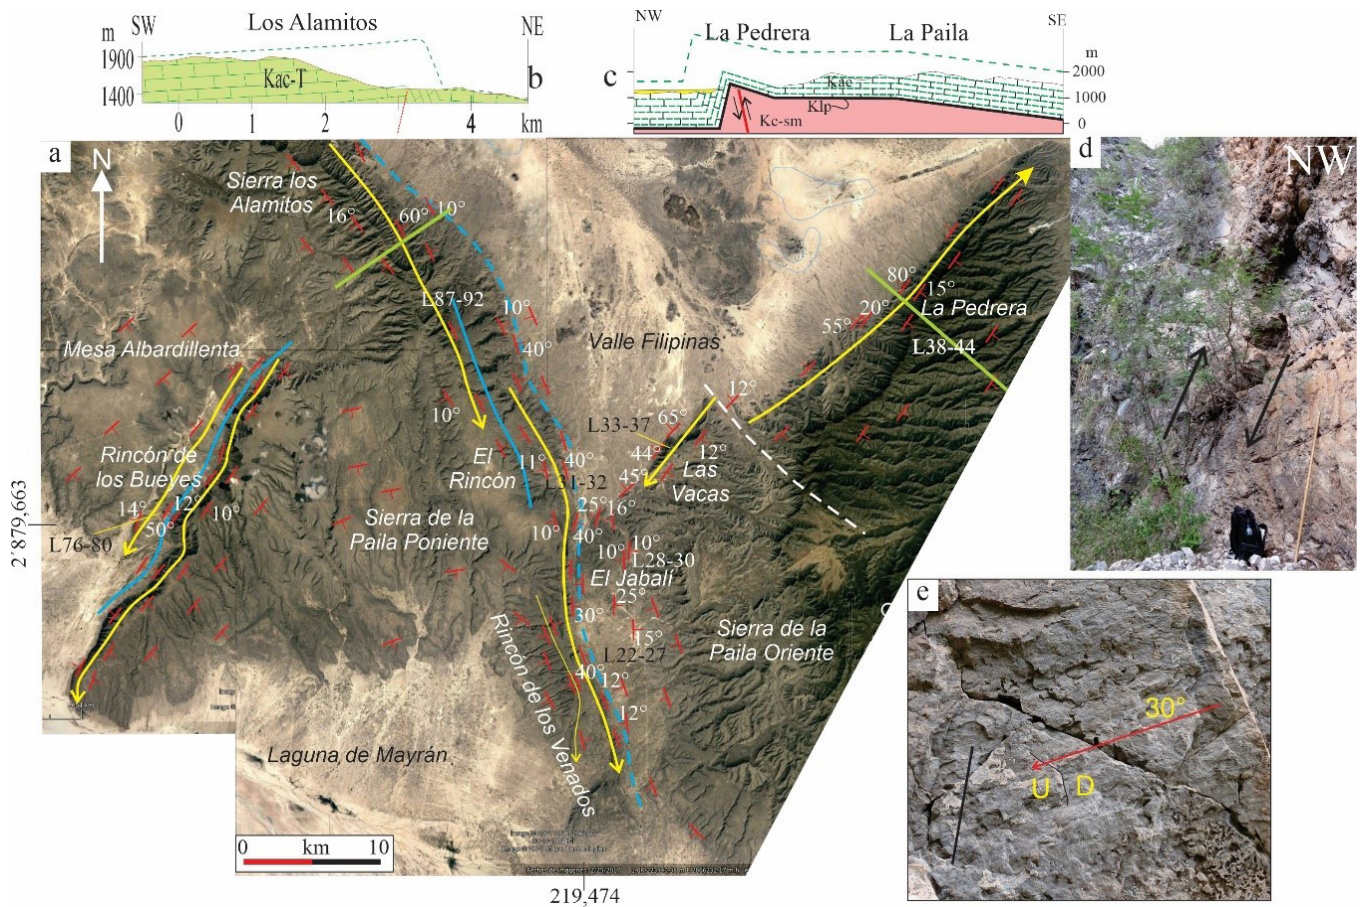 SW
Los Alamitos
NE
m
1900
1400
Kac-T
b
0 1 2 4 km
NW
La Pedrera
La Paila
SE
c
m
2000
1000
0
Kac
Klp
Kc-sm
a
N
Sierra los
Alamitos
16°
60°
10°
L87-92
10°
40°
Valle Filipinas
80°
15°
20°
55°
La Pedrera
L38-44
Mesa Albardillenta
10°
12°
65°
L33-37
44°
12°
45°
Las
Vacas
Rincón de
los Bueyes
14°
12°
50°
10°
L76-80
El
Rincón
11°
40°
L31-32
25°
16°
10°
40°
10°
10°
L28-30
El Jabalí
25°
Sierra de la
Paila Poniente
30°
15°
L22-27
Sierra de la
Paila Oriente
40°
12°
12°
Rincón de los Venados
Laguna de Mayrán
0 km 10
2´879,663
219,474
d
NW
e
30°
U D